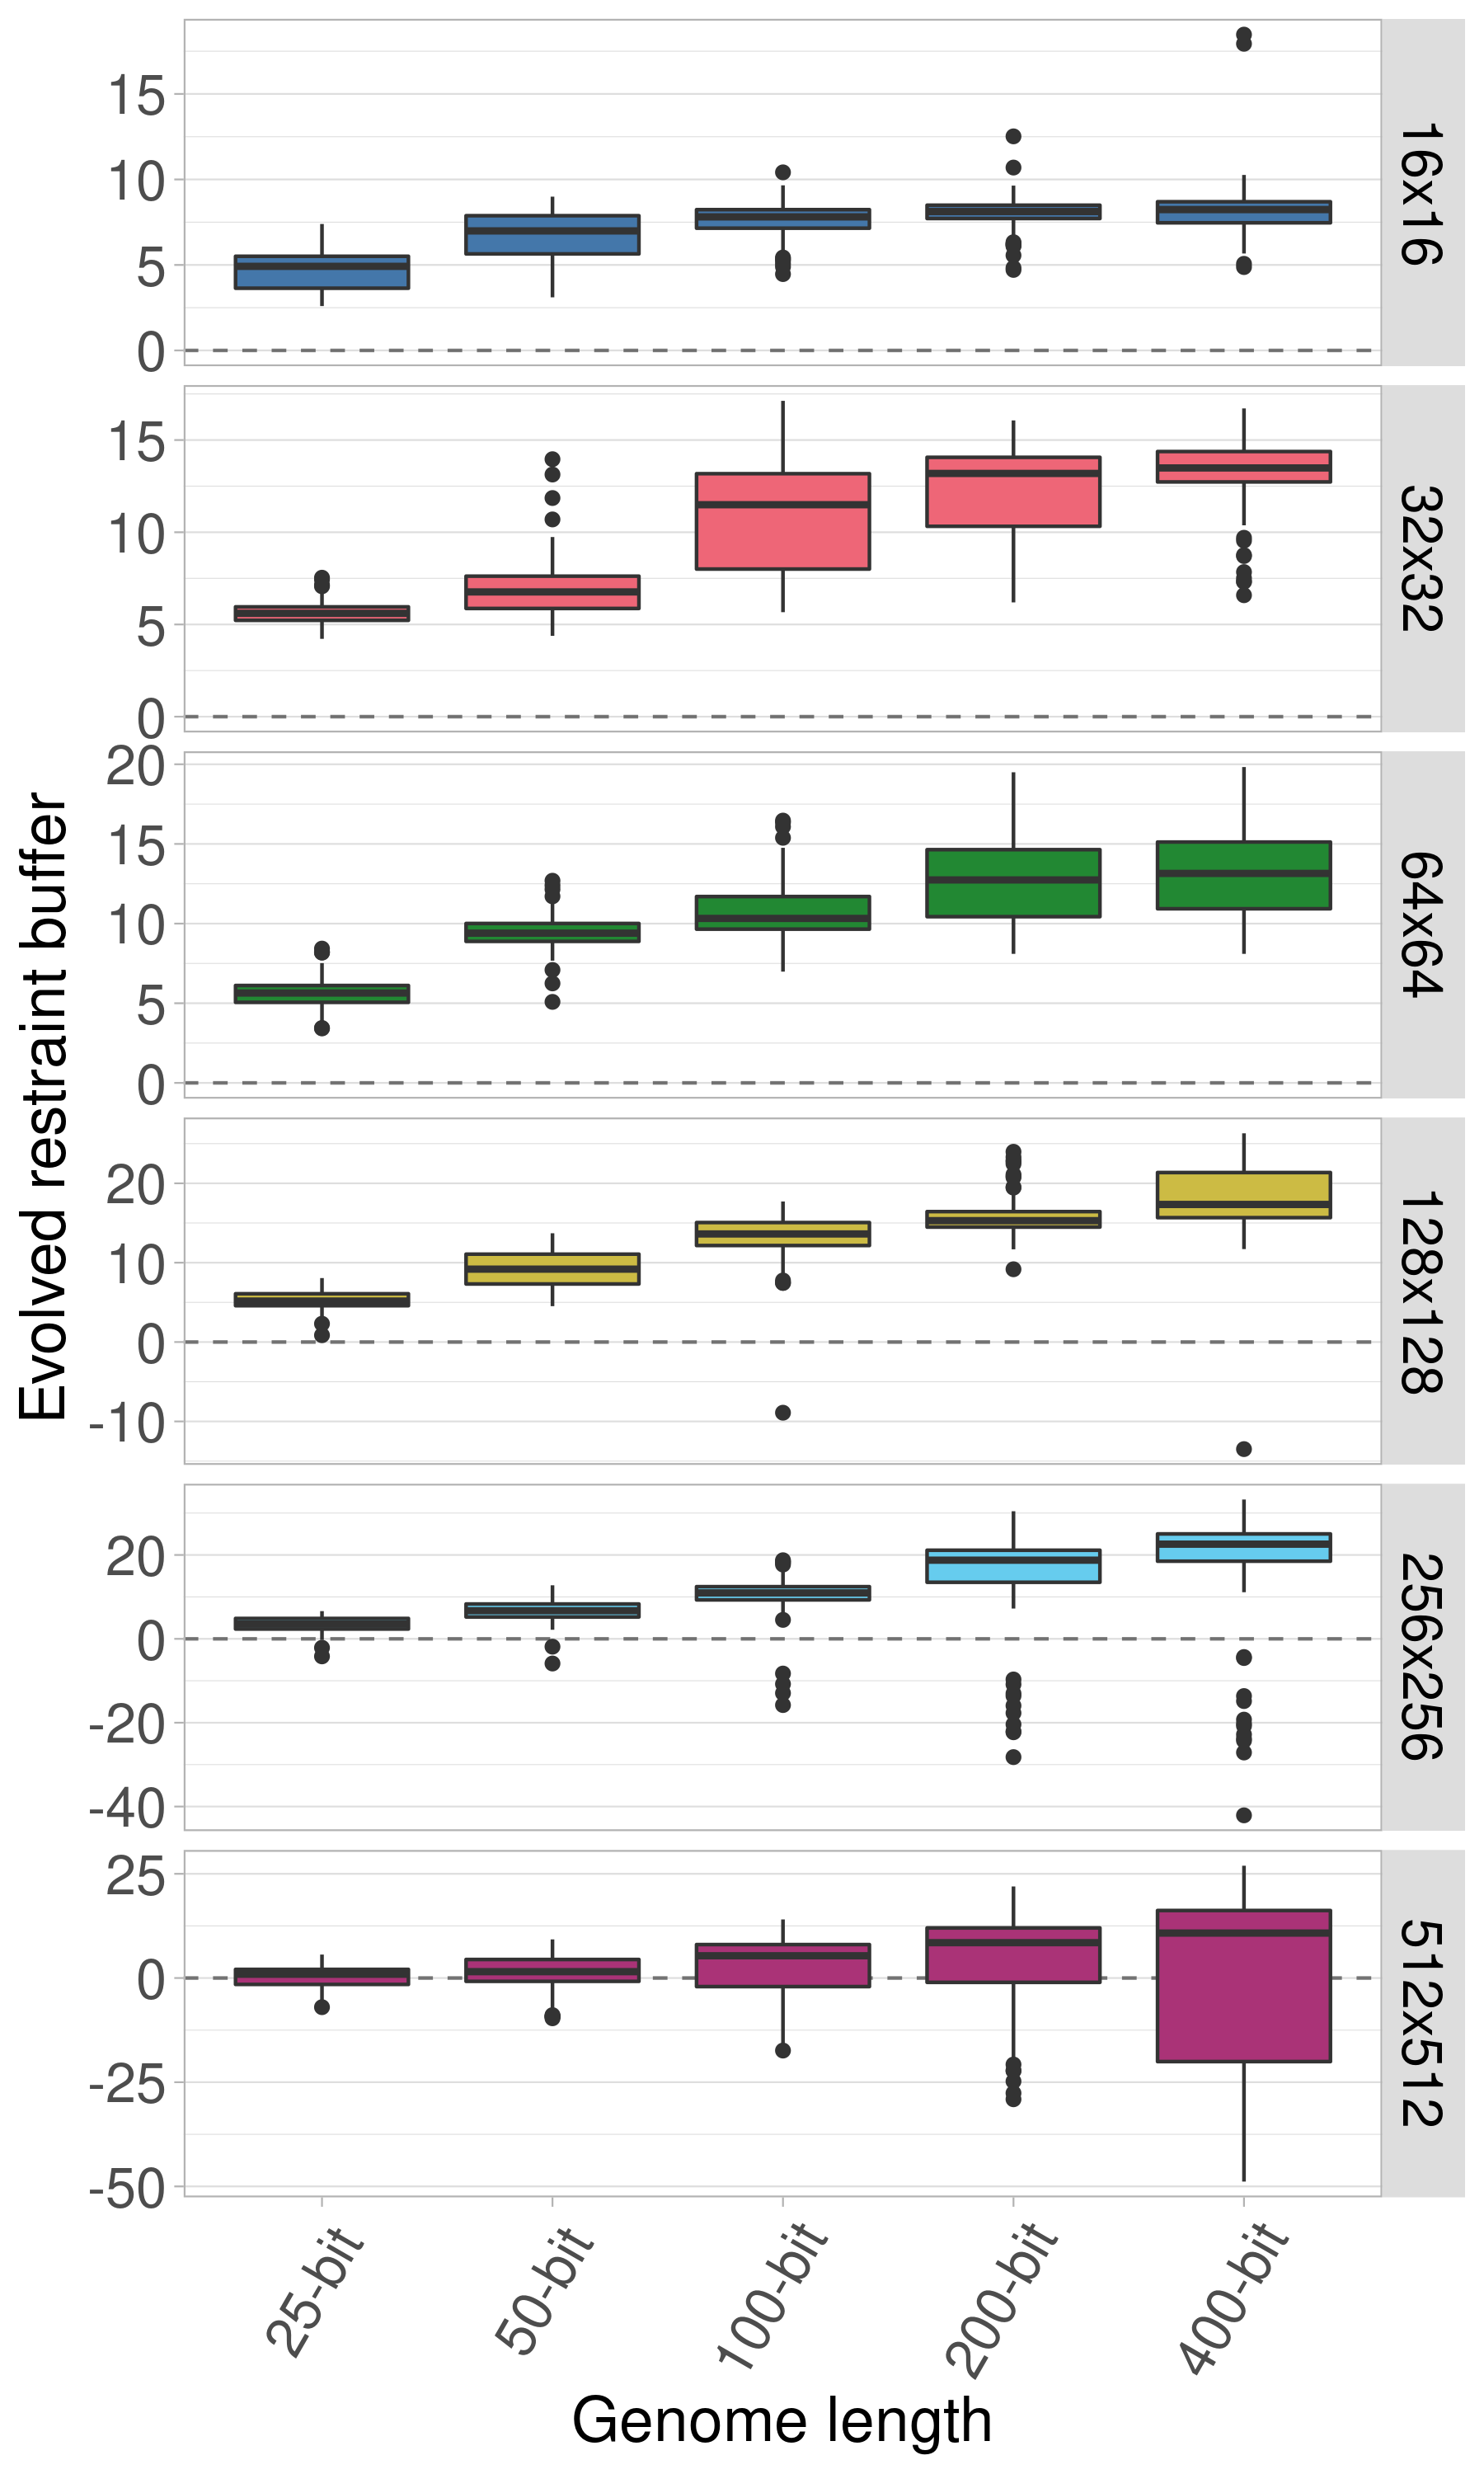 Evolved restraint buffer
15
10
5
0
16x16
15
10
5
0
32x32
20
15
10
5
0
64x64
20
10
0
-10
128x128
20
0
-20
-40
256x256
25
0
-25
-50
512x512
25-bit
50-bit
100-bit
200-bit
400-bit
Genome length